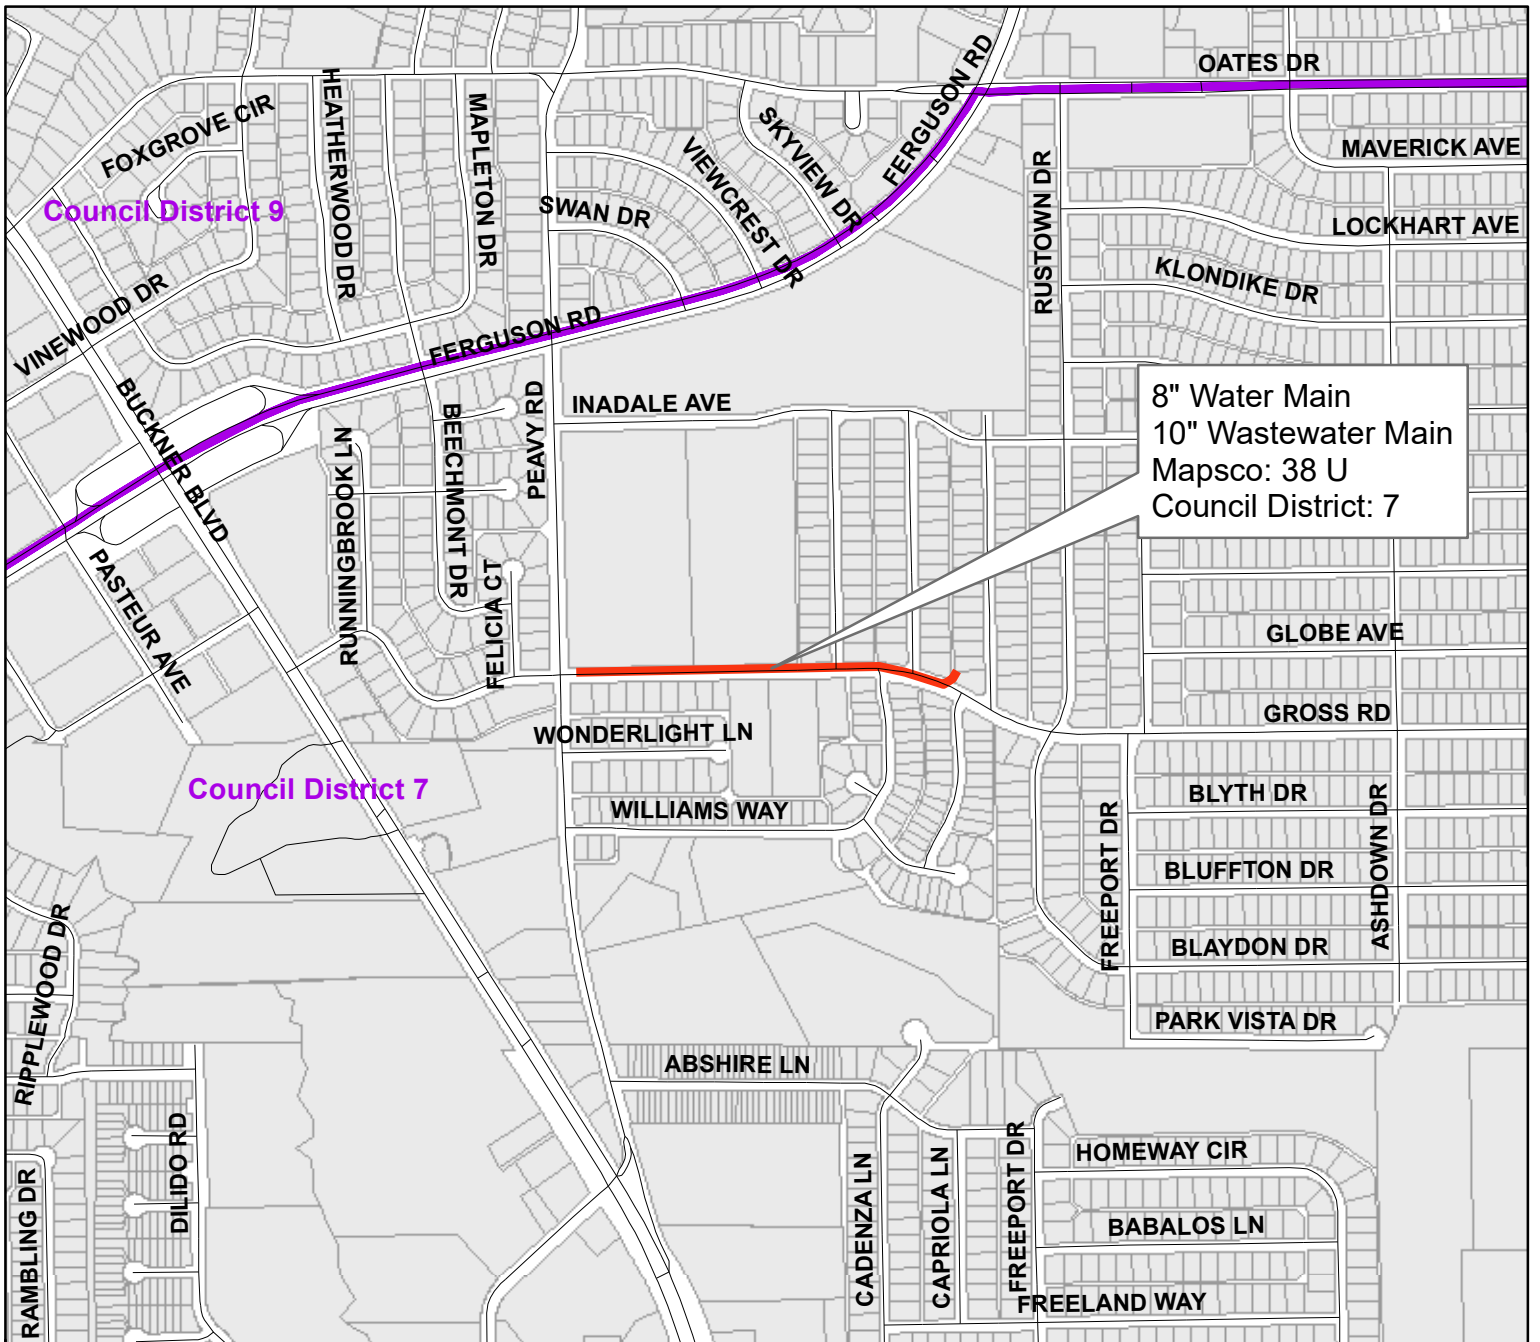 OATES DR
FERGUSON RD
HEATHERWOOD DR
MAPLETON DR
FOXGROVE CIR
SKYVIEW DR
VIEWCREST DR
MAVERICK AVE
RUSTOWN DR
Council District 9
SWAN DR
LOCKHART AVE
KLONDIKE DR
VINEWOOD DR
FERGUSON RD
BUCKNER BLVD
PEAVY RD
INADALE AVE
8" Water Main
10" Wastewater Main
Mapsco: 38 U
Council District: 7
RUNNINGBROOK LN
BEECHMONT DR
PASTEUR AVE
FELICIA CT
GLOBE AVE
GROSS RD
WONDERLIGHT LN
Council District 7
BLYTH DR
WILLIAMS WAY
FREEPORT DR
ASHDOWN DR
BLUFFTON DR
BLAYDON DR
RIPPLEWOOD DR
PARK VISTA DR
ABSHIRE LN
DILIDO RD
HOMEWAY CIR
CADENZA LN
CAPRIOLA LN
FREEPORT DR
RAMBLING DR
BABALOS LN
FREELAND WAY